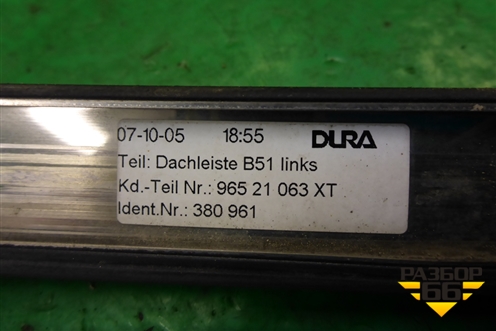 07-10-05 18:55 DURA
Teil: Dachleiste B51 links
Kd.-Teil Nr.: 965 21 063 XT
Ident.Nr.: 380 961
РАЗБОР
66